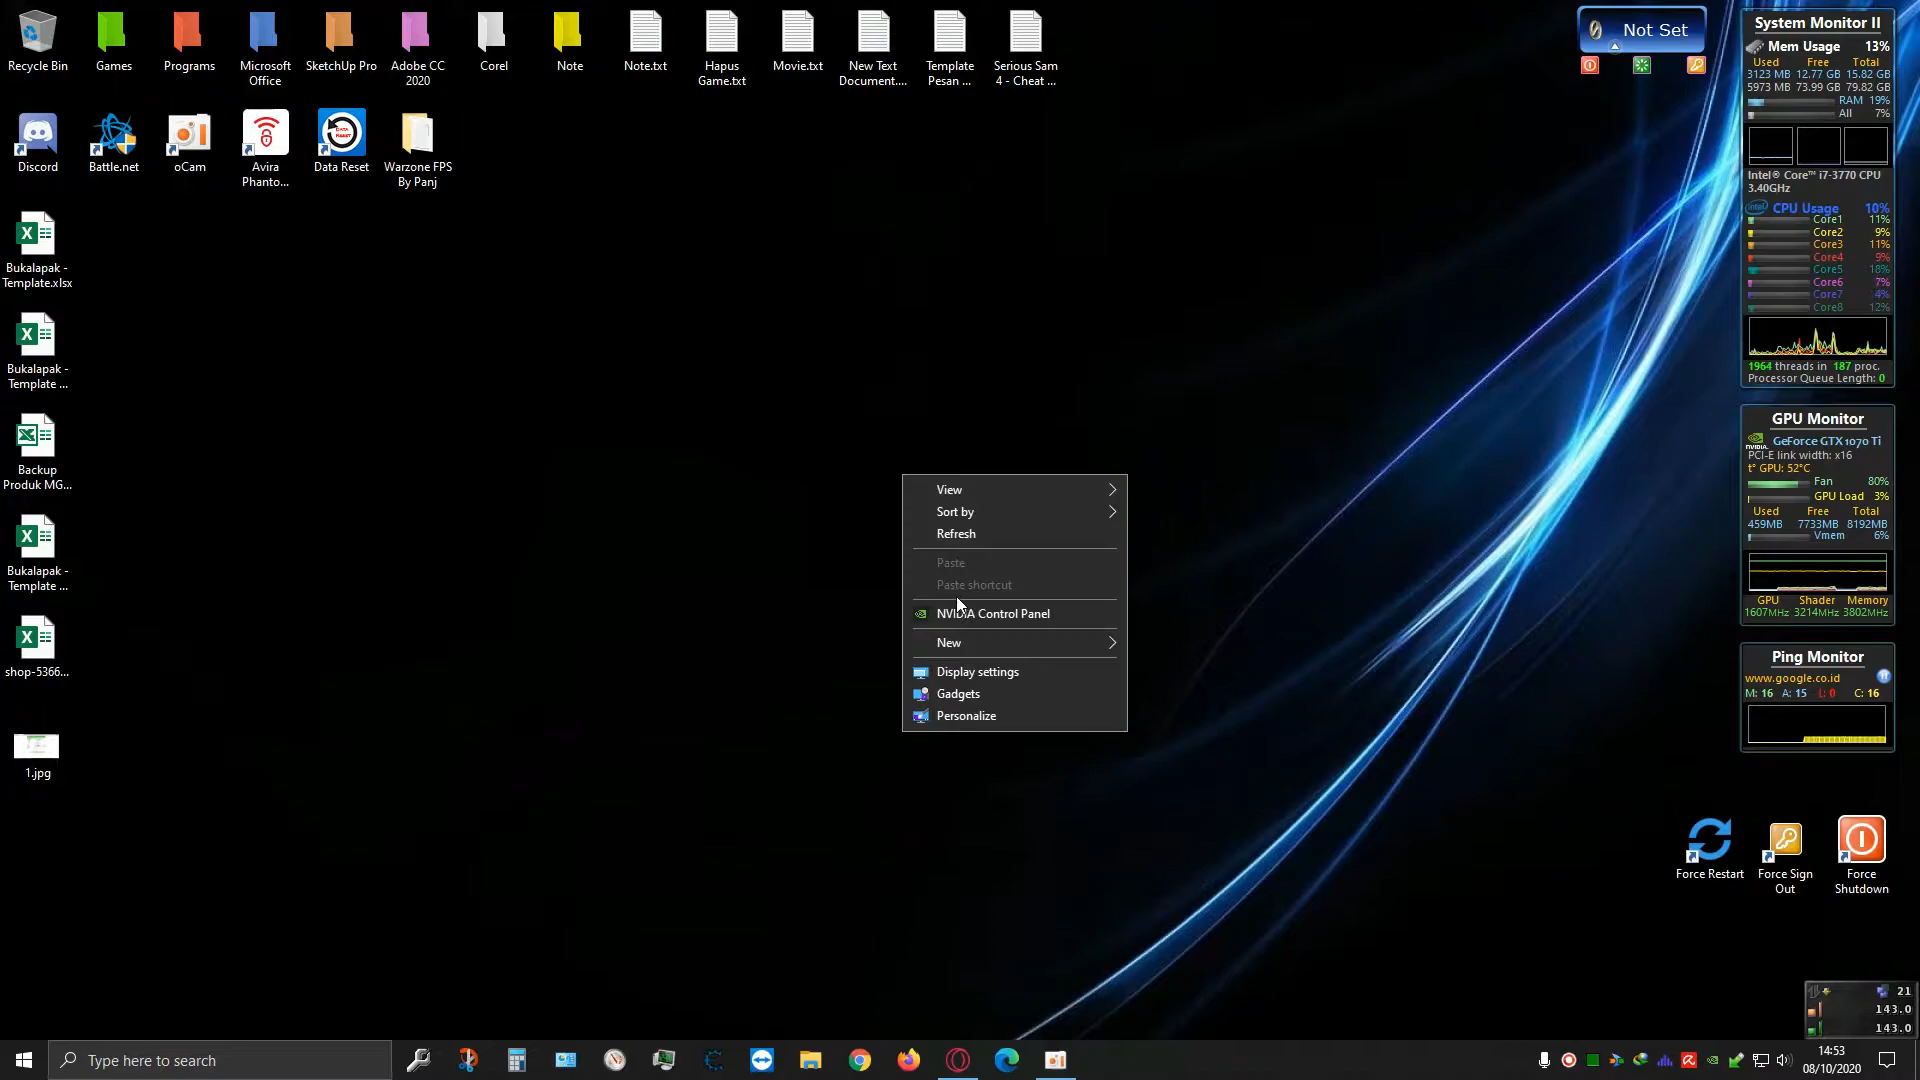 Recycle Bin
Games
Programs
Microsoft
Office
SketchUp Pro
Adobe CC
2020
Corel
Note
Note.txt
Hapus
Game.txt
Movie.txt
New Text
Document....
Template
Pesan ...
Serious Sam
4 - Cheat ...
Discord
Battle.net
oCam
Avira
Phanto...
DATA
RESET
Data Reset
Warzone FPS
By Panj
Bukalapak -
Template.xlsx
Bukalapak -
Template ...
Backup
Produk MG...
Bukalapak -
Template ...
shop-5366...
1.jpg
View
Sort by
Refresh
Paste
Paste shortcut
NVIDIA Control Panel
New
Display settings
Gadgets
Personalize
Not Set
System Monitor II
Mem Usage 13%
Used Free Total
3123 MB 12.77 GB 15.82 GB
5973 MB 73.99 GB 79.82 GB
RAM 19%
All 7%
Intel® Core™ i7-3770 CPU
3.40GHz
CPU Usage 10%
Core1 11%
Core2 9%
Core3 11%
Core4 9%
Core5 18%
Core6 7%
Core7 4%
Core8 12%
1964 threads in 187 proc.
Processor Queue Length: 0
GPU Monitor
GeForce GTX 1070 Ti
PCI-E link width: x16
t° GPU: 52°C
Fan 80%
GPU Load 3%
Used Free Total
459MB 7733MB 8192MB
Vmem 6%
GPU Shader Memory
1607MHz 3214MHz 3802MHz
Ping Monitor
www.google.co.id
M: 16 A: 15 L: 0 C: 16
Force Restart
Force Sign
Out
Force
Shutdown
21
143.0
143.0
Type here to search
14:53
08/10/2020